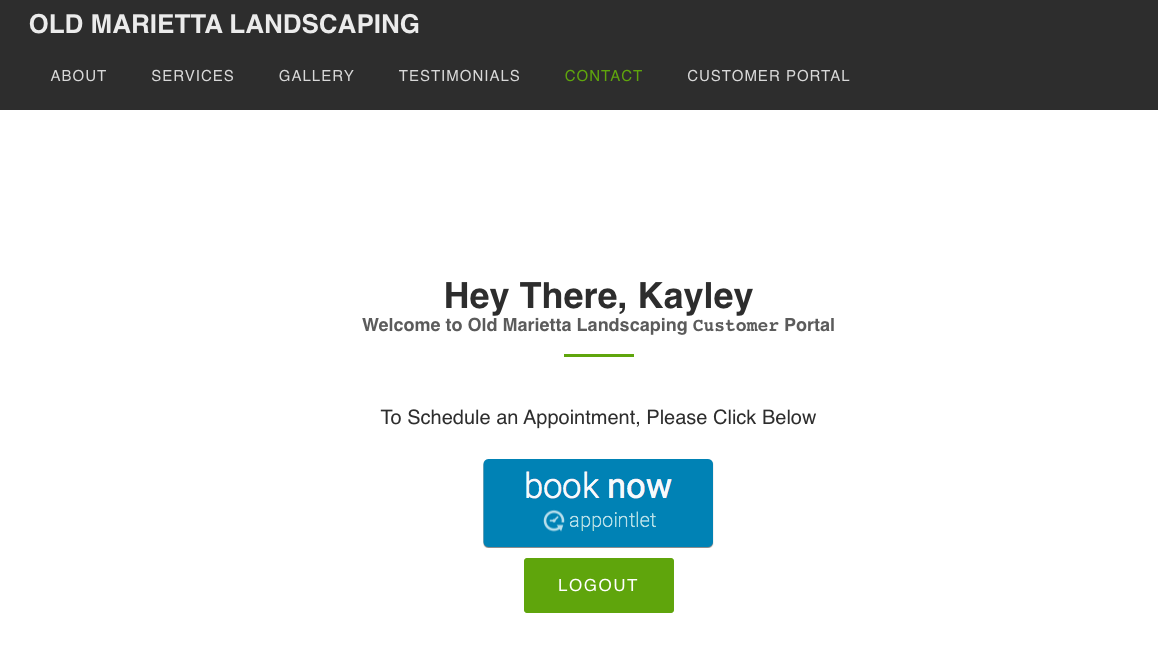 OLD MARIETTA LANDSCAPING
ABOUT SERVICES GALLERY TESTIMONIALS CONTACT CUSTOMER PORTAL
Hey There, Kayley
Welcome to Old Marietta Landscaping Customer Portal
To Schedule an Appointment, Please Click Below
book now
appointlet
LOGOUT